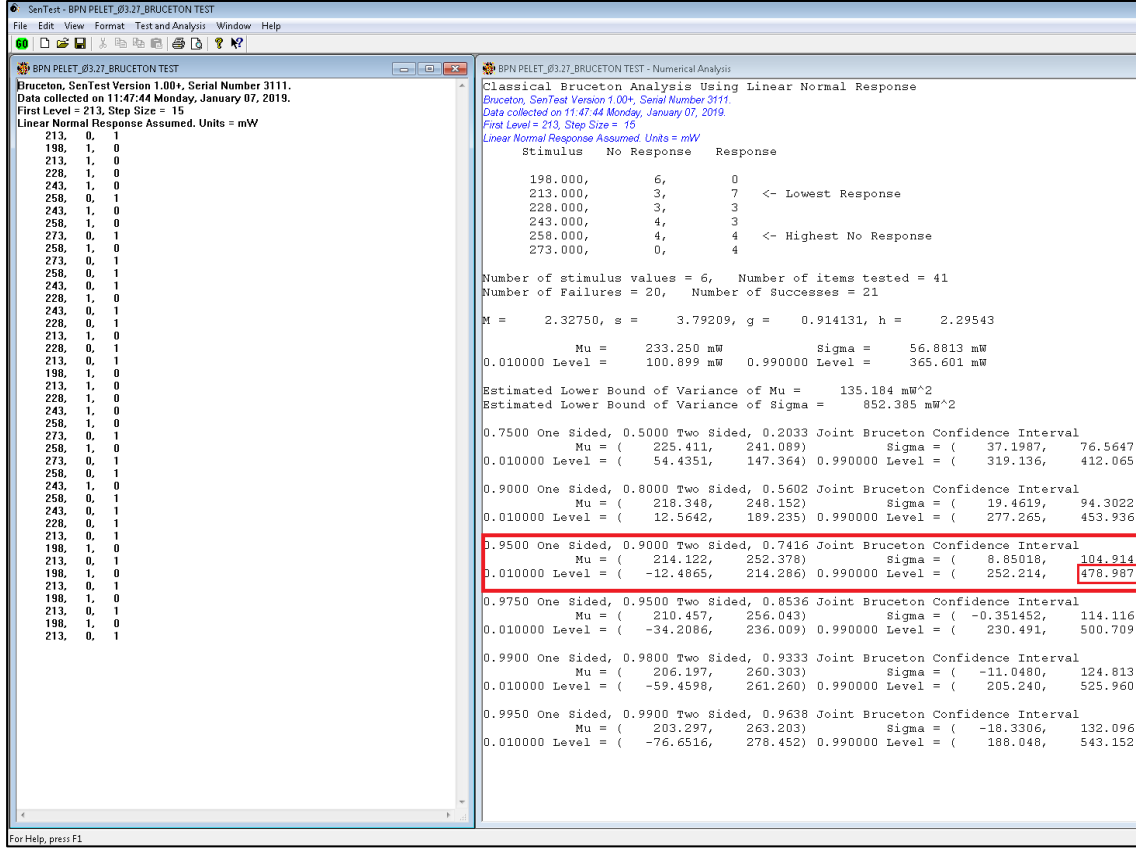 SenTest - BPN PELET_Ø3.27_BRUCETON TEST
File Edit View Format Test and Analysis Window Help
GO
BPN PELET_Ø3.27_BRUCETON TEST
Bruceton, SenTest Version 1.00+, Serial Number 3111.
Data collected on 11:47:44 Monday, January 07, 2019.
First Level = 213, Step Size = 15
Linear Normal Response Assumed. Units = mW
213, 0, 1
198, 1, 0
213, 1, 0
228, 1, 0
243, 1, 0
258, 0, 1
243, 1, 0
258, 1, 0
273, 0, 1
258, 1, 0
273, 0, 1
258, 0, 1
243, 0, 1
228, 1, 0
243, 0, 1
228, 0, 1
213, 1, 0
228, 0, 1
213, 0, 1
198, 1, 0
213, 1, 0
228, 1, 0
243, 1, 0
258, 1, 0
273, 0, 1
258, 1, 0
273, 0, 1
258, 0, 1
243, 1, 0
258, 0, 1
243, 0, 1
228, 0, 1
213, 0, 1
198, 1, 0
213, 0, 1
198, 1, 0
213, 0, 1
198, 1, 0
213, 0, 1
198, 1, 0
213, 0, 1
BPN PELET_Ø3.27_BRUCETON TEST - Numerical Analysis
Classical Bruceton Analysis Using Linear Normal Response
Bruceton, SenTest Version 1.00+, Serial Number 3111.
Data collected on 11:47:44 Monday, January 07, 2019.
First Level = 213, Step Size = 15
Linear Normal Response Assumed. Units = mW
Stimulus No Response Response
198.000, 6, 0
213.000, 3, 7 <- Lowest Response
228.000, 3, 3
243.000, 4, 3
258.000, 4, 4 <- Highest No Response
273.000, 0, 4
Number of stimulus values = 6, Number of items tested = 41
Number of Failures = 20, Number of Successes = 21
M = 2.32750, s = 3.79209, g = 0.914131, h = 2.29543
Mu = 233.250 mW Sigma = 56.8813 mW
0.010000 Level = 100.899 mW 0.990000 Level = 365.601 mW
Estimated Lower Bound of Variance of Mu = 135.184 mW^2
Estimated Lower Bound of Variance of Sigma = 852.385 mW^2
0.7500 One Sided, 0.5000 Two Sided, 0.2033 Joint Bruceton Confidence Interval
Mu = ( 225.411, 241.089) Sigma = ( 37.1987, 76.5647
0.010000 Level = ( 54.4351, 147.364) 0.990000 Level = ( 319.136, 412.065
0.9000 One Sided, 0.8000 Two Sided, 0.5602 Joint Bruceton Confidence Interval
Mu = ( 218.348, 248.152) Sigma = ( 19.4619, 94.3022
0.010000 Level = ( 12.5642, 189.235) 0.990000 Level = ( 277.265, 453.936
0.9500 One Sided, 0.9000 Two Sided, 0.7416 Joint Bruceton Confidence Interval
Mu = ( 214.122, 252.378) Sigma = ( 8.85018, 104.914
0.010000 Level = ( -12.4865, 214.286) 0.990000 Level = ( 252.214, 478.987
0.9750 One Sided, 0.9500 Two Sided, 0.8536 Joint Bruceton Confidence Interval
Mu = ( 210.457, 256.043) Sigma = ( -0.351452, 114.116
0.010000 Level = ( -34.2086, 236.009) 0.990000 Level = ( 230.491, 500.709
0.9900 One Sided, 0.9800 Two Sided, 0.9333 Joint Bruceton Confidence Interval
Mu = ( 206.197, 260.303) Sigma = ( -11.0480, 124.813
0.010000 Level = ( -59.4598, 261.260) 0.990000 Level = ( 205.240, 525.960
0.9950 One Sided, 0.9900 Two Sided, 0.9638 Joint Bruceton Confidence Interval
Mu = ( 203.297, 263.203) Sigma = ( -18.3306, 132.096
0.010000 Level = ( -76.6516, 278.452) 0.990000 Level = ( 188.048, 543.152
For Help, press F1